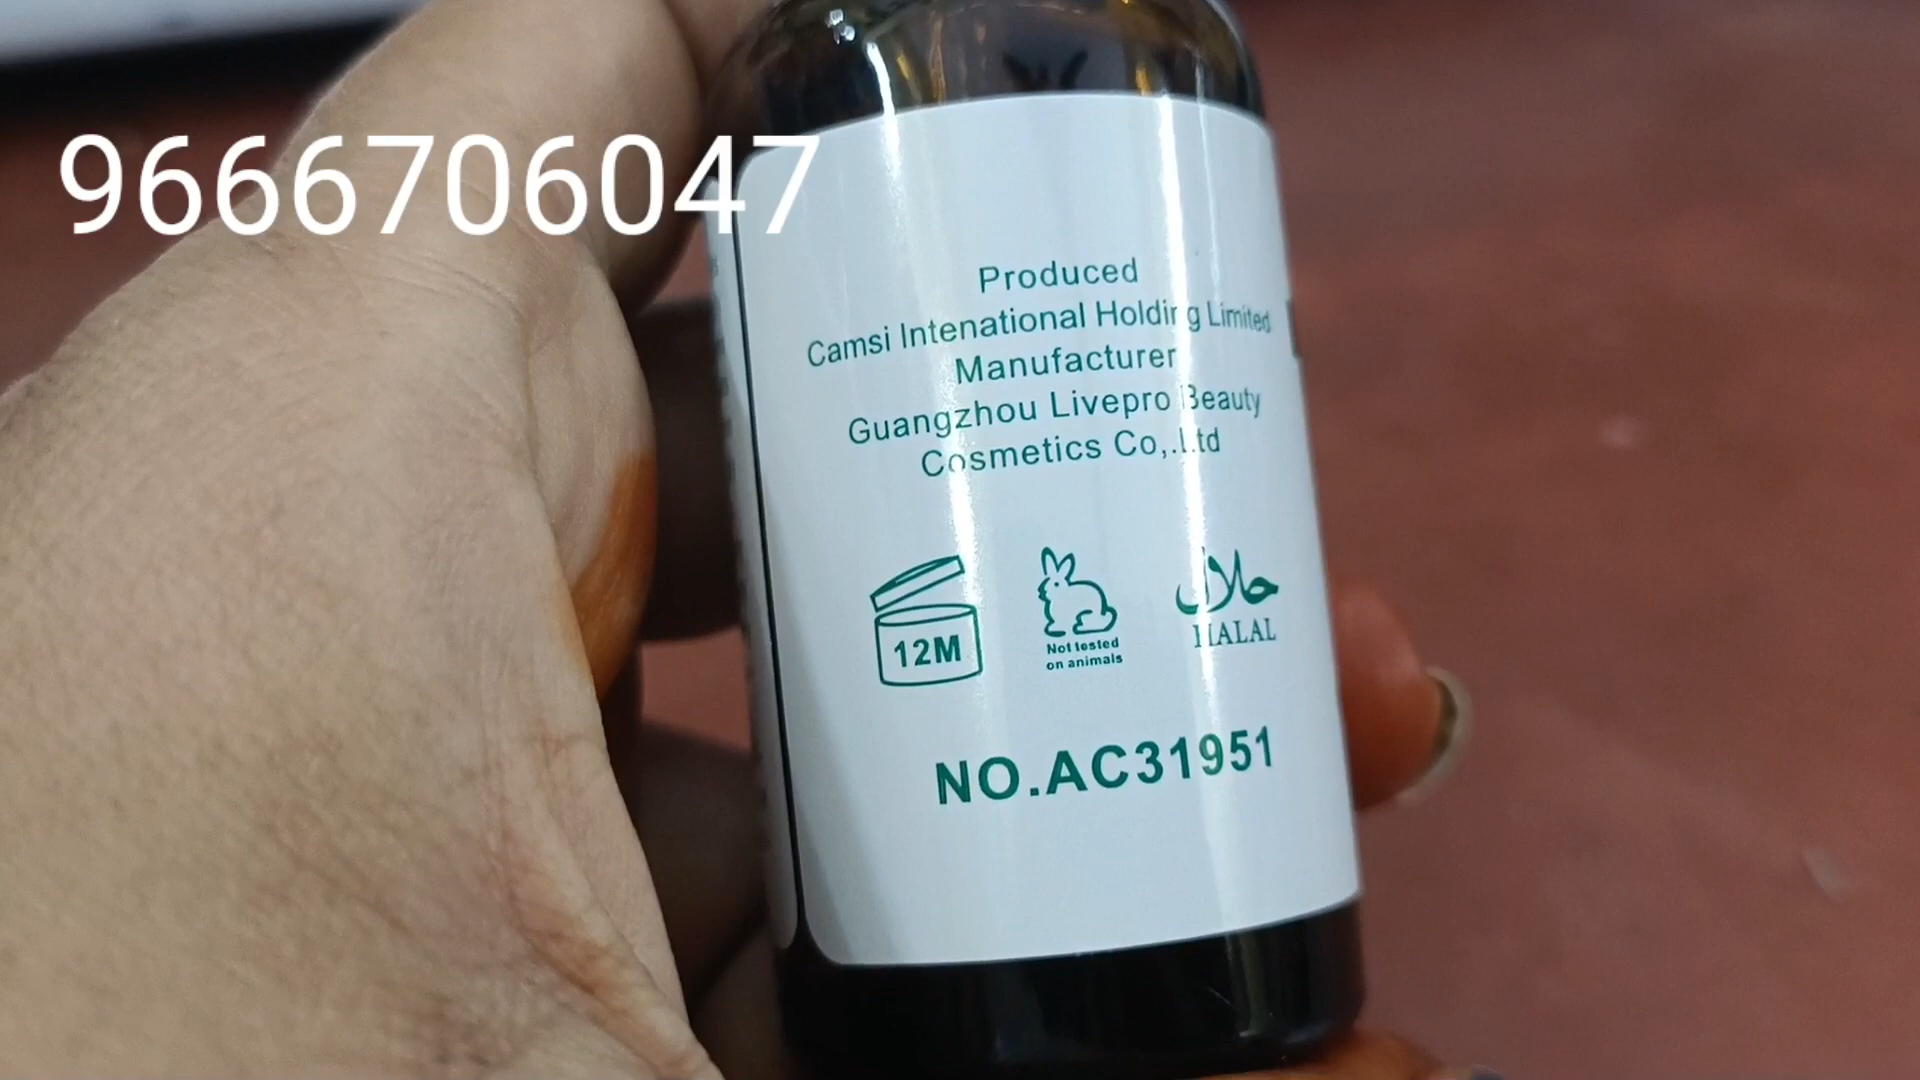 9666706047
Produced
Camsi Intenational Holding Limited
Manufacturer
Guangzhou Livepro Beauty
Cosmetics Co,.Ltd
12M
Not tested
on animals
حلال
HALAL
NO.AC31951